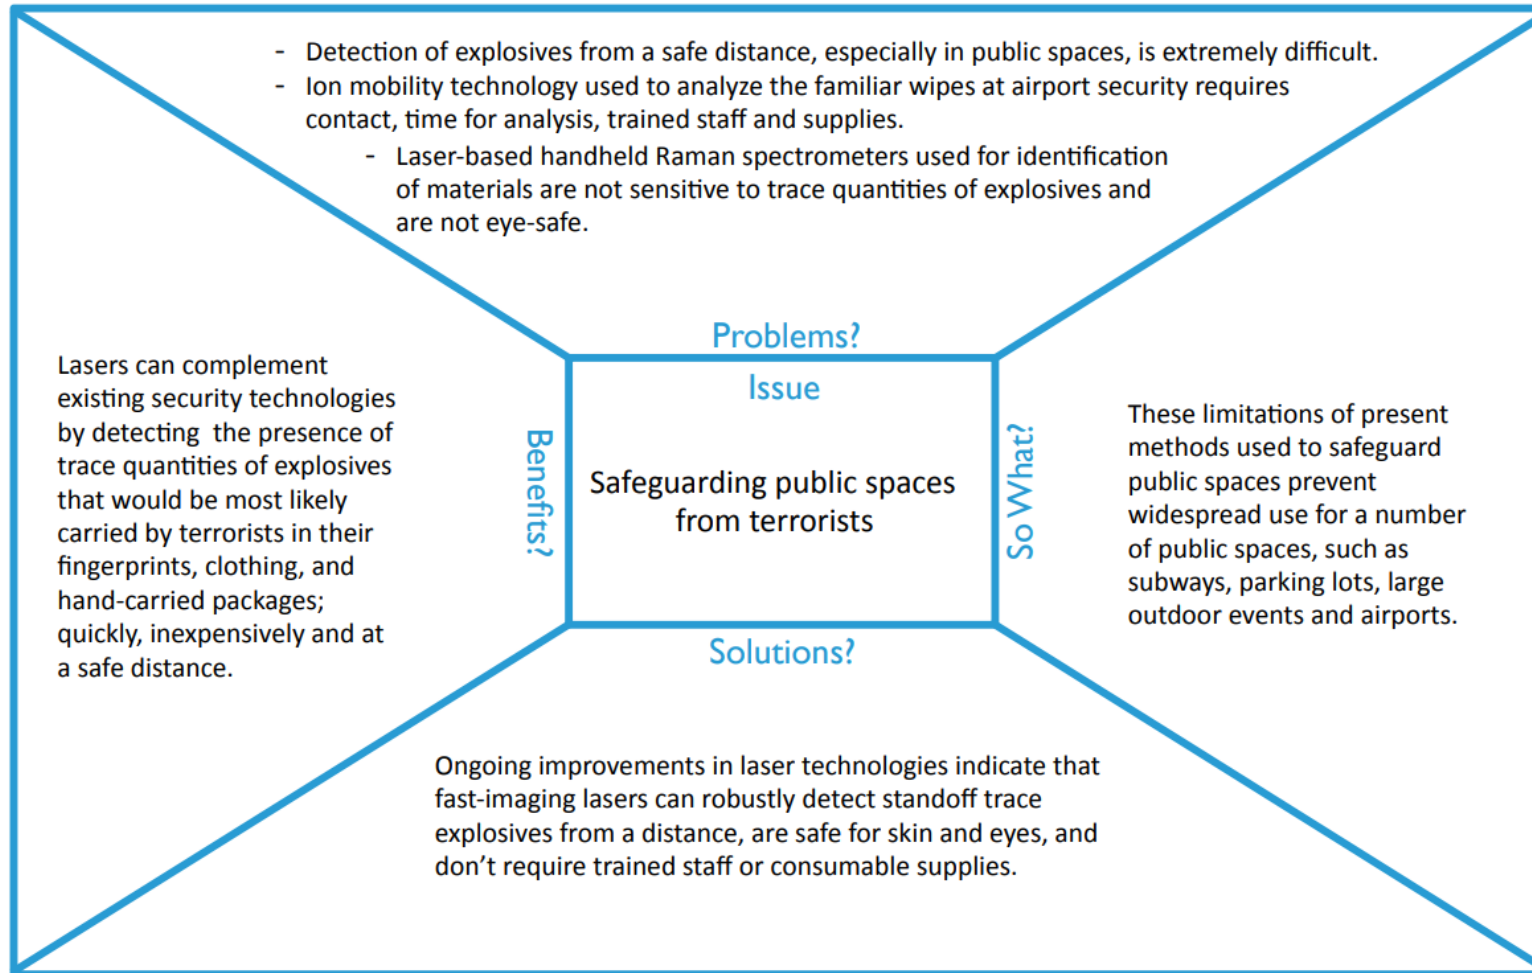 - Detection of explosives from a safe distance, especially in public spaces, is extremely difficult.
- Ion mobility technology used to analyze the familiar wipes at airport security requires
contact, time for analysis, trained staff and supplies.
- Laser-based handheld Raman spectrometers used for identification
of materials are not sensitive to trace quantities of explosives and
are not eye-safe.
Problems?
Issue
Safeguarding public spaces
from terrorists
Benefits?
Lasers can complement
existing security technologies
by detecting  the presence of
trace quantities of explosives
that would be most likely
carried by terrorists in their
fingerprints, clothing, and
hand-carried packages;
quickly, inexpensively and at
a safe distance.
So What?
These limitations of present
methods used to safeguard
public spaces prevent
widespread use for a number
of public spaces, such as
subways, parking lots, large
outdoor events and airports.
Solutions?
Ongoing improvements in laser technologies indicate that
fast-imaging lasers can robustly detect standoff trace
explosives from a distance, are safe for skin and eyes, and
don’t require trained staff or consumable supplies.